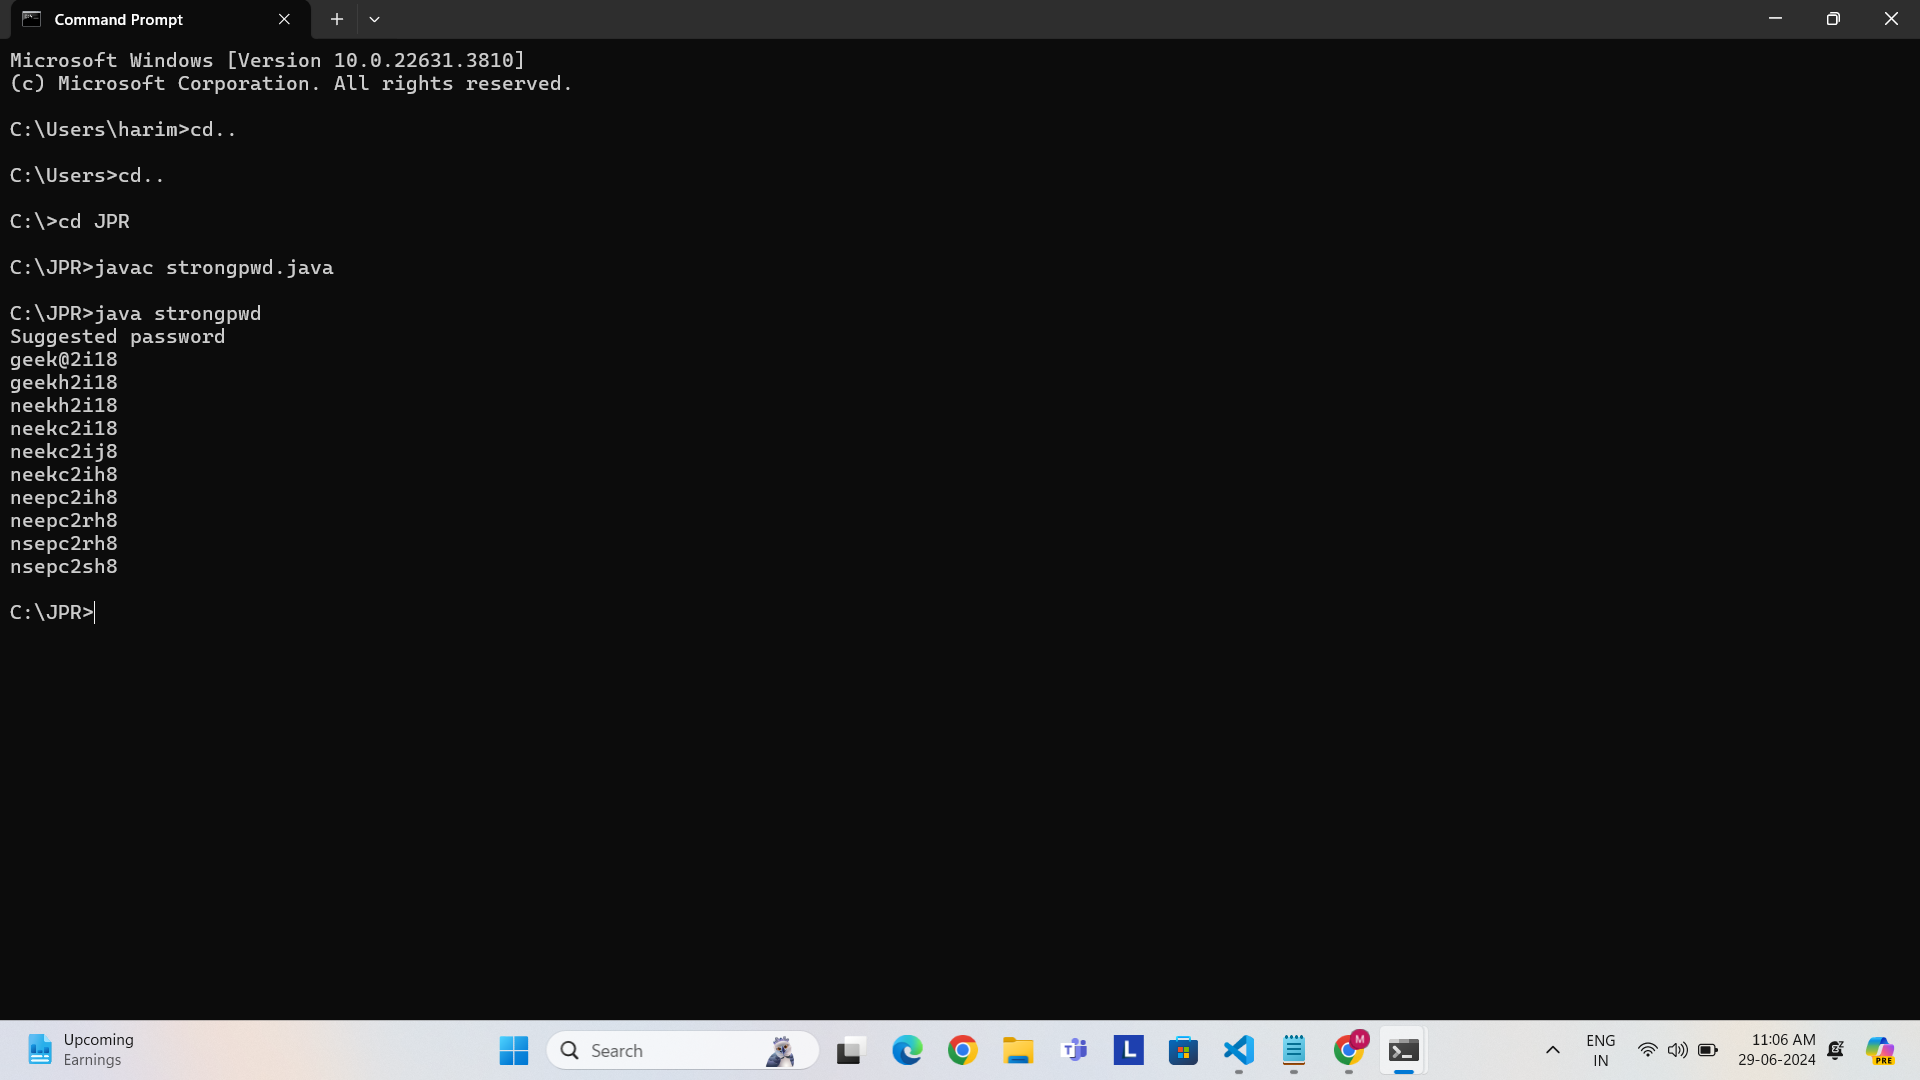 Command Prompt
Microsoft Windows [Version 10.0.22631.3810]
(c) Microsoft Corporation. All rights reserved.
C:\Users\harim>cd..
C:\Users>cd..
C:\>cd JPR
C:\JPR>javac strongpwd.java
C:\JPR>java strongpwd
Suggested password
geek@2i18
geekh2i18
neekh2i18
neekc2i18
neekc2ij8
neekc2ih8
neepc2ih8
neepc2rh8
nsepc2rh8
nsepc2sh8
C:\JPR>
Upcoming
Earnings
Search
T
L
M
ENG
IN
11:06 AM
29-06-2024
PRE